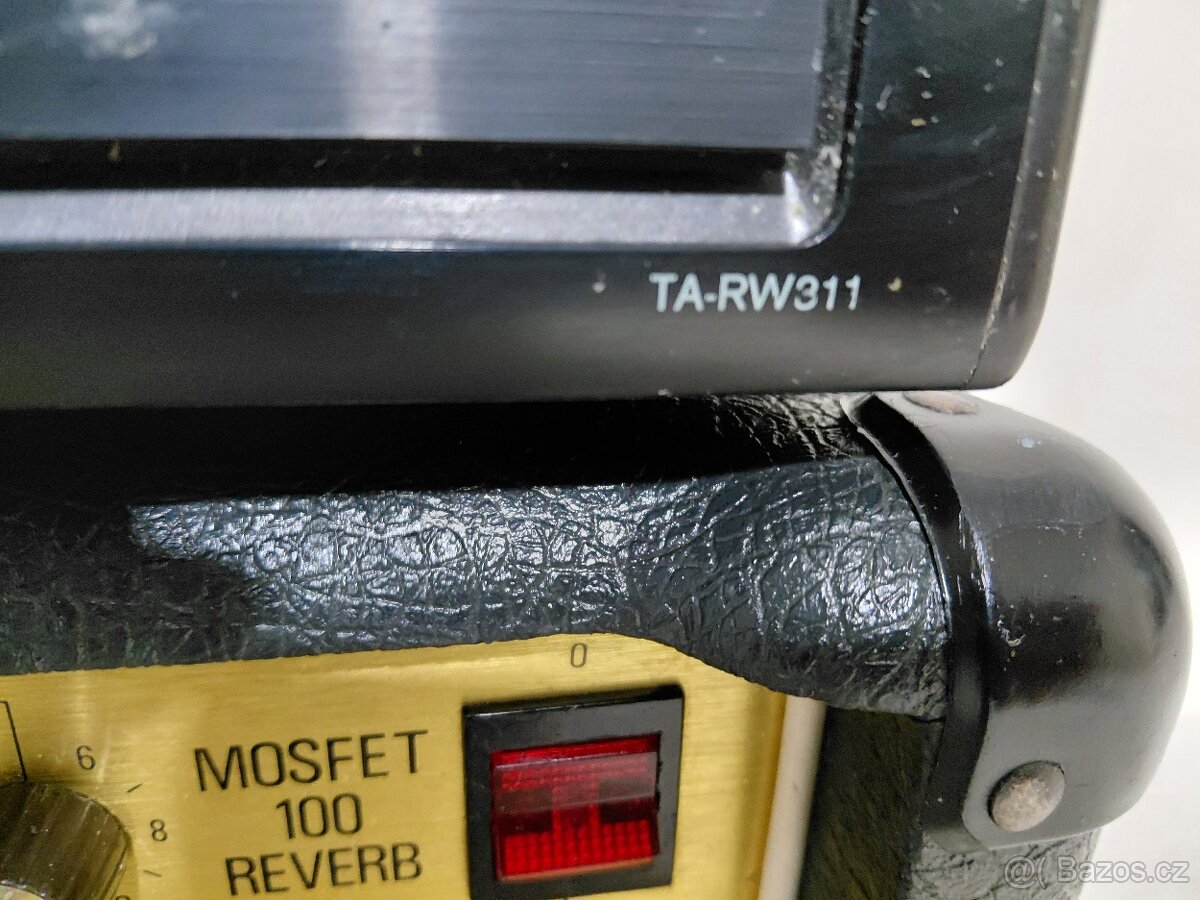 TA-RW311
0
6
MOSFET
8
100
REVERB
@( Bazos.cz